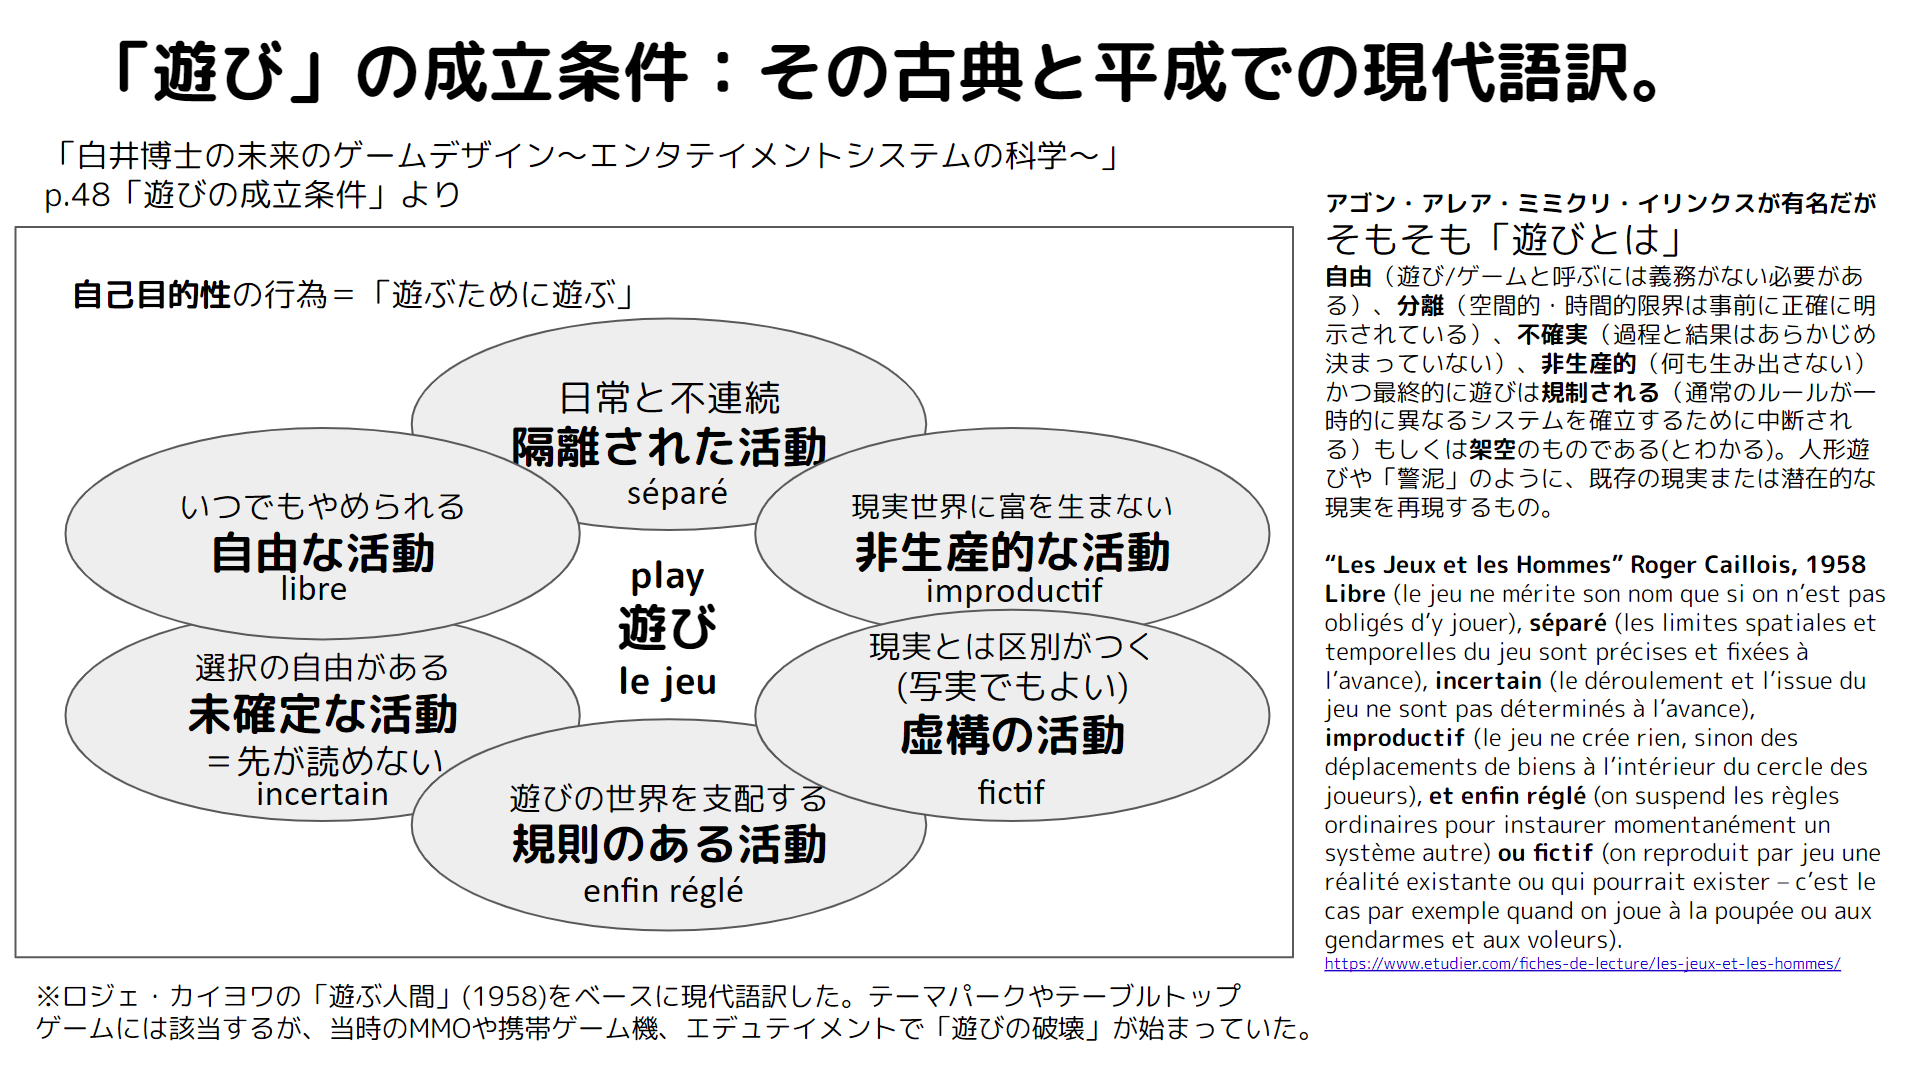 「遊び」の成立条件：その古典と平成での現代語訳。
「白井博士の未来のゲームデザイン～エンタテイメントシステムの科学～」
p.48「遊びの成立条件」より
自己目的性の行為＝「遊ぶために遊ぶ」
日常と不連続
隔離された活動
séparé
いつでもやめられる
自由な活動
libre
現実世界に富を生まない
非生産的な活動
improductif
play
遊び
le jeu
選択の自由がある
未確定な活動
＝先が読めない
incertain
現実とは区別がつく
(写実でもよい)
虚構の活動
fictif
遊びの世界を支配する
規則のある活動
enfin réglé
※ロジェ・カイヨワの「遊ぶ人間」(1958)をベースに現代語訳した。テーマパークやテーブルトップ
ゲームには該当するが、当時のMMOや携帯ゲーム機、エデュテイメントで「遊びの破壊」が始まっていた。
アゴン・アレア・ミミクリ・イリンクスが有名だが
そもそも「遊びとは」
自由（遊び/ゲームと呼ぶには義務がない必要があ
る）、分離（空間的・時間的限界は事前に正確に明
示されている）、不確実（過程と結果はあらかじめ
決まっていない）、非生産的（何も生み出さない）
かつ最終的に遊びは規制される（通常のルールが一
時的に異なるシステムを確立するために中断され
る）もしくは架空のものである(とわかる)。人形遊
びや「警泥」のように、既存の現実または潜在的な
現実を再現するもの。
“Les Jeux et les Hommes” Roger Caillois, 1958
Libre (le jeu ne mérite son nom que si on n’est pas
obligés d’y jouer), séparé (les limites spatiales et
temporelles du jeu sont précises et fixées à
l’avance), incertain (le déroulement et l’issue du
jeu ne sont pas déterminés à l’avance),
improductif (le jeu ne crée rien, sinon des
déplacements de biens à l’intérieur du cercle des
joueurs), et enfin réglé (on suspend les règles
ordinaires pour instaurer momentanément un
système autre) ou fictif (on reproduit par jeu une
réalité existante ou qui pourrait exister – c’est le
cas par exemple quand on joue à la poupée ou aux
gendarmes et aux voleurs).
https://www.etudier.com/fiches-de-lecture/les-jeux-et-les-hommes/